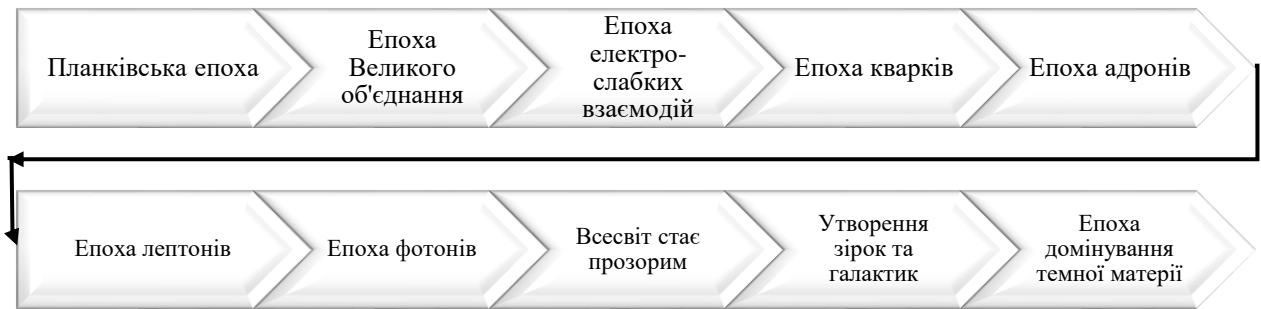 Планківська епоха
Епоха
Великого
об'єднання
Епоха
електро-
слабких
взаємодій
Епоха кварків
Епоха адронів
Епоха лептонів
Епоха фотонів
Всесвіт стає
прозорим
Утворення
зірок та
галактик
Епоха
домінування
темної матерії